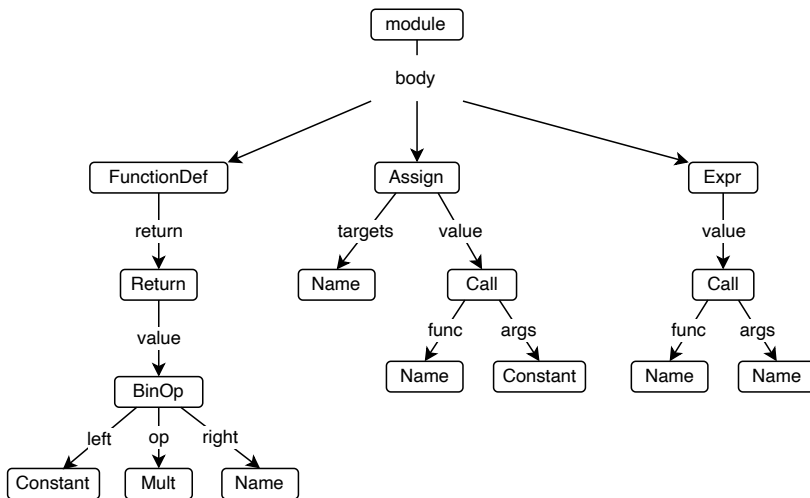 module
body
FunctionDef Assign Expr
return targets value value
Return Name Call Call
value func args func args
BinOp Name Constant Name Name
left op right
Constant Mult Name